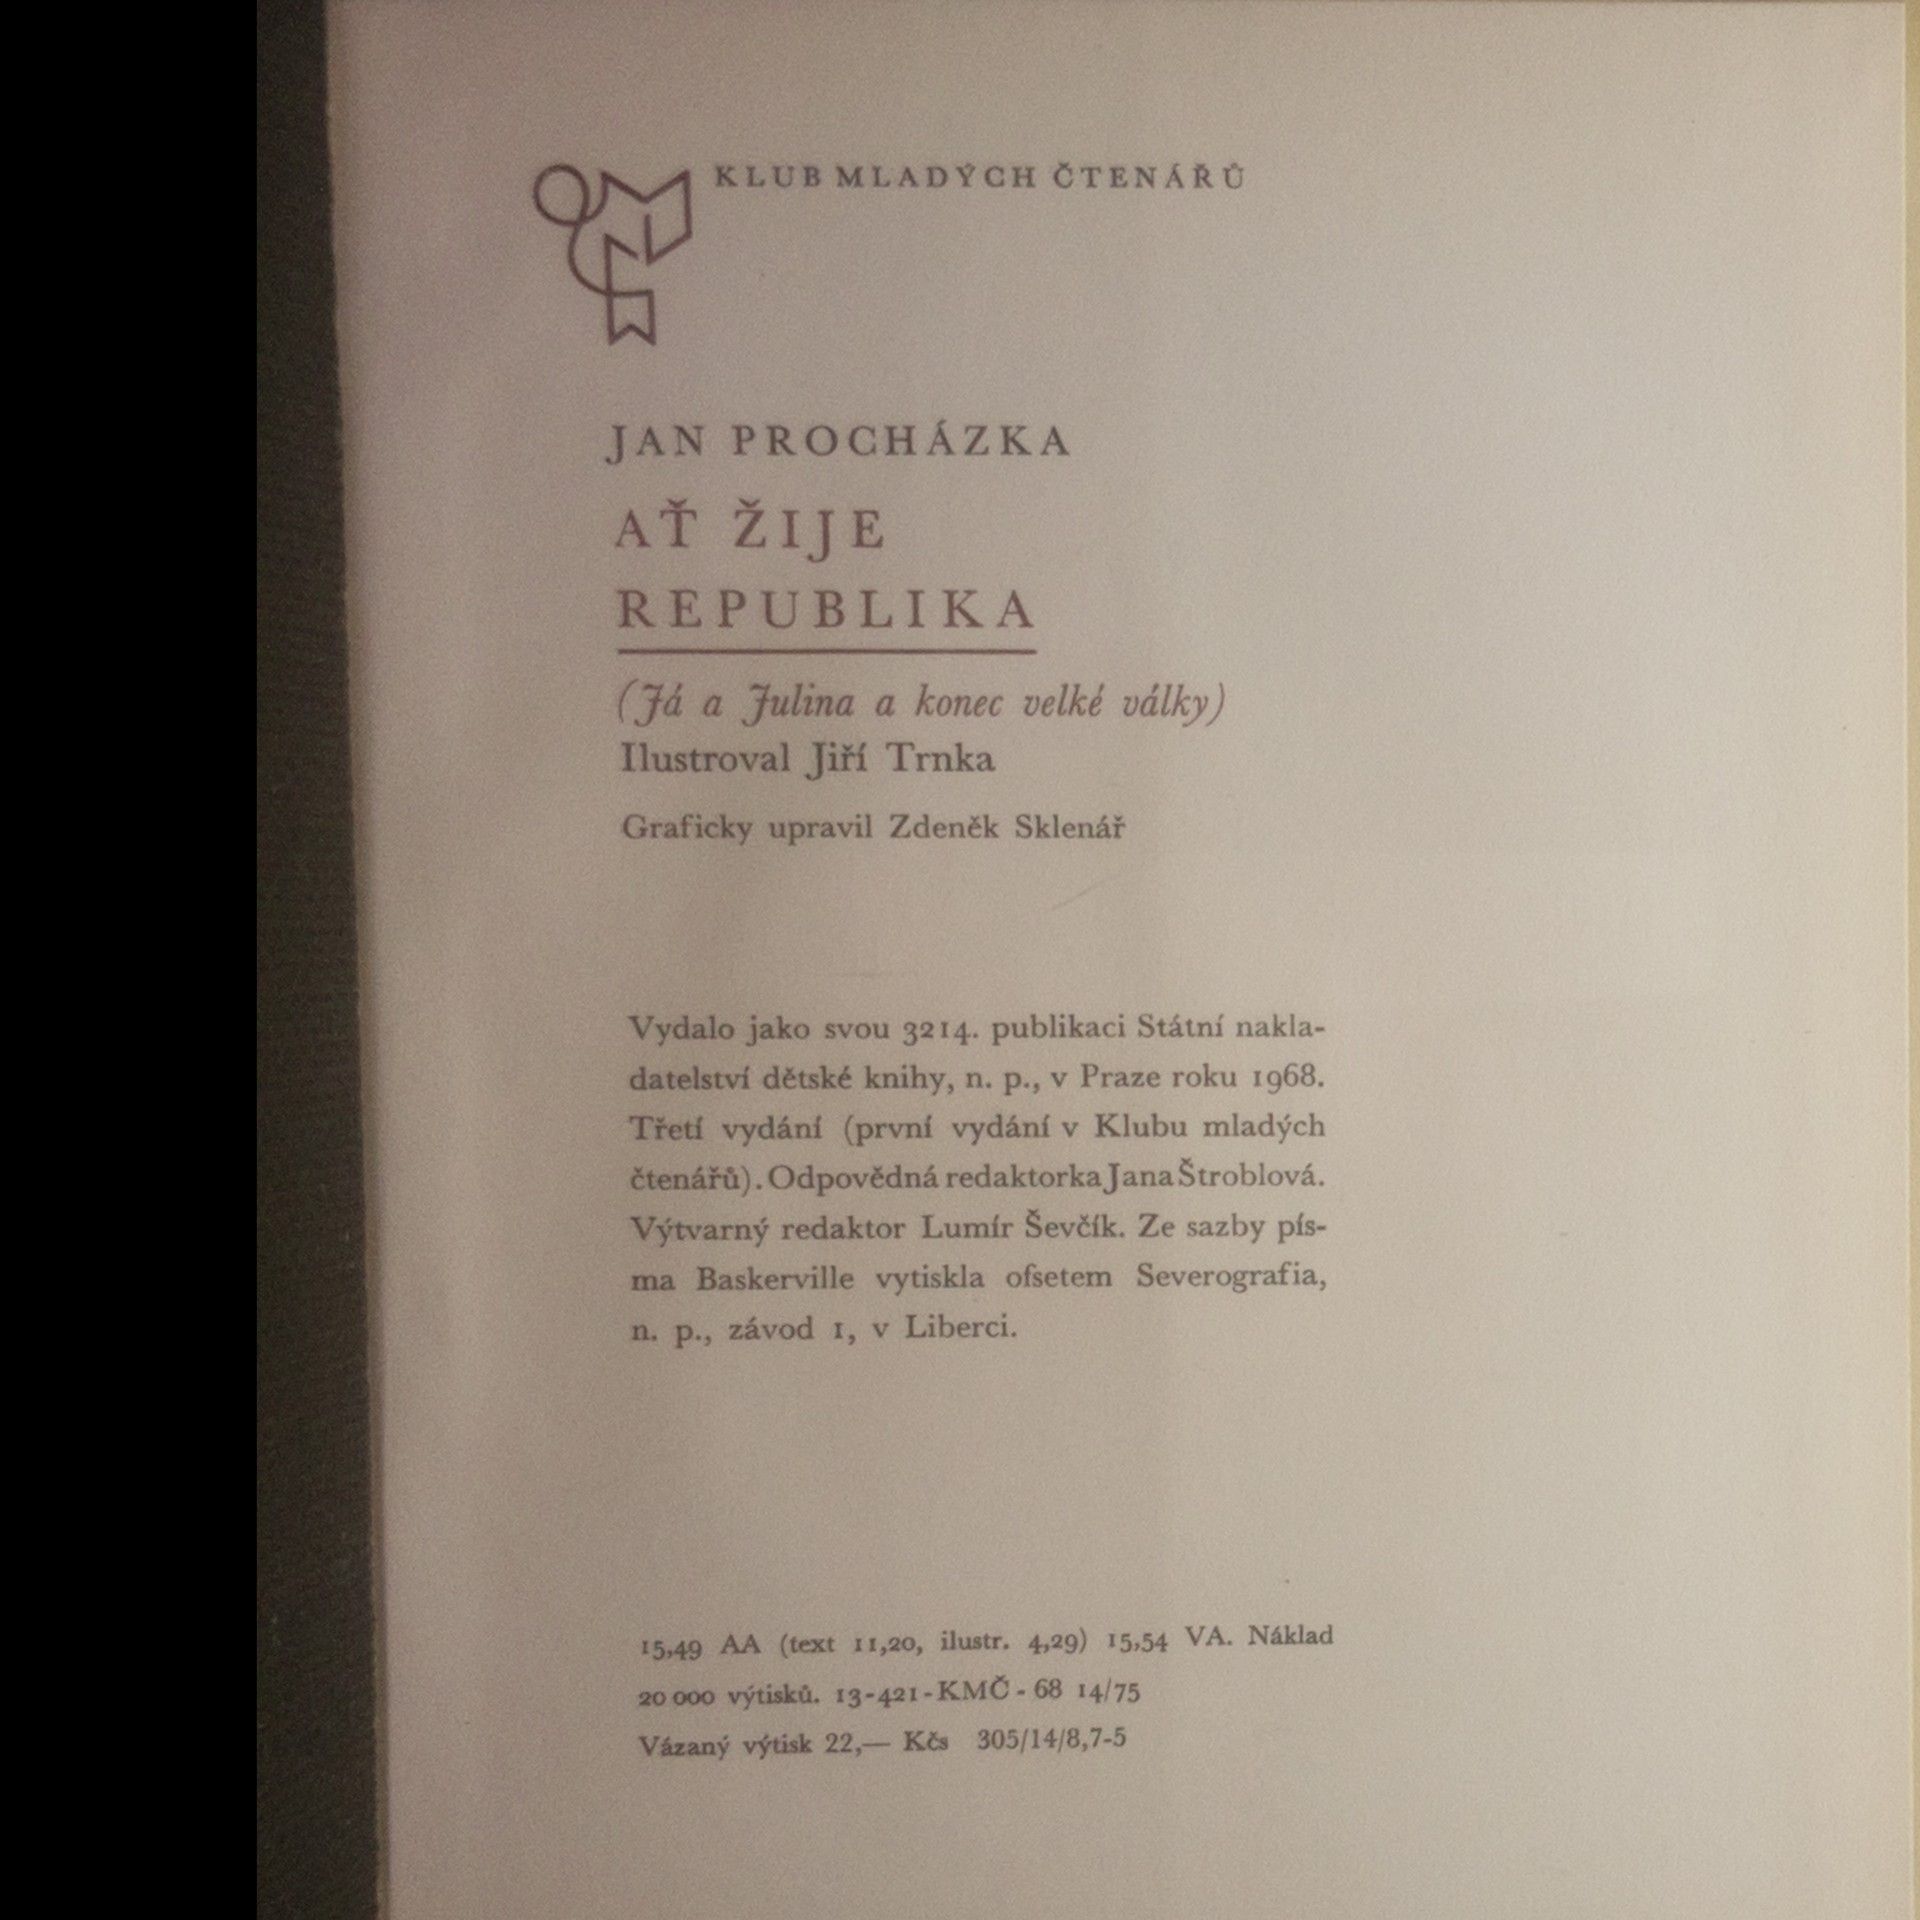 KLUB MLADÝCH ČTENÁŘŮ
JAN PROCHÁZKA
AŤ ŽIJE
REPUBLIKA
(Já a Julina a konec velké války)
Ilustroval Jiří Trnka
Graficky upravil Zdeněk Sklenář
Vydalo jako svou 3214. publikaci Státní nakla-
datelství dětské knihy, n. p., v Praze roku 1968.
Třetí vydání (první vydání v Klubu mladých
čtenářů). Odpovědná redaktorka Jana Štroblová.
Výtvarný redaktor Lumír Ševčík. Ze sazby pís-
ma Baskerville vytiskla ofsetem Severografia,
n. p., závod 1, v Liberci.
15,49 AA (text 11,20, ilustr. 4,29) 15,54 VA. Náklad
20 000 výtisků. 13-421-KMČ-68 14/75
Vázaný výtisk 22,— Kčs 305/14/8,7-5